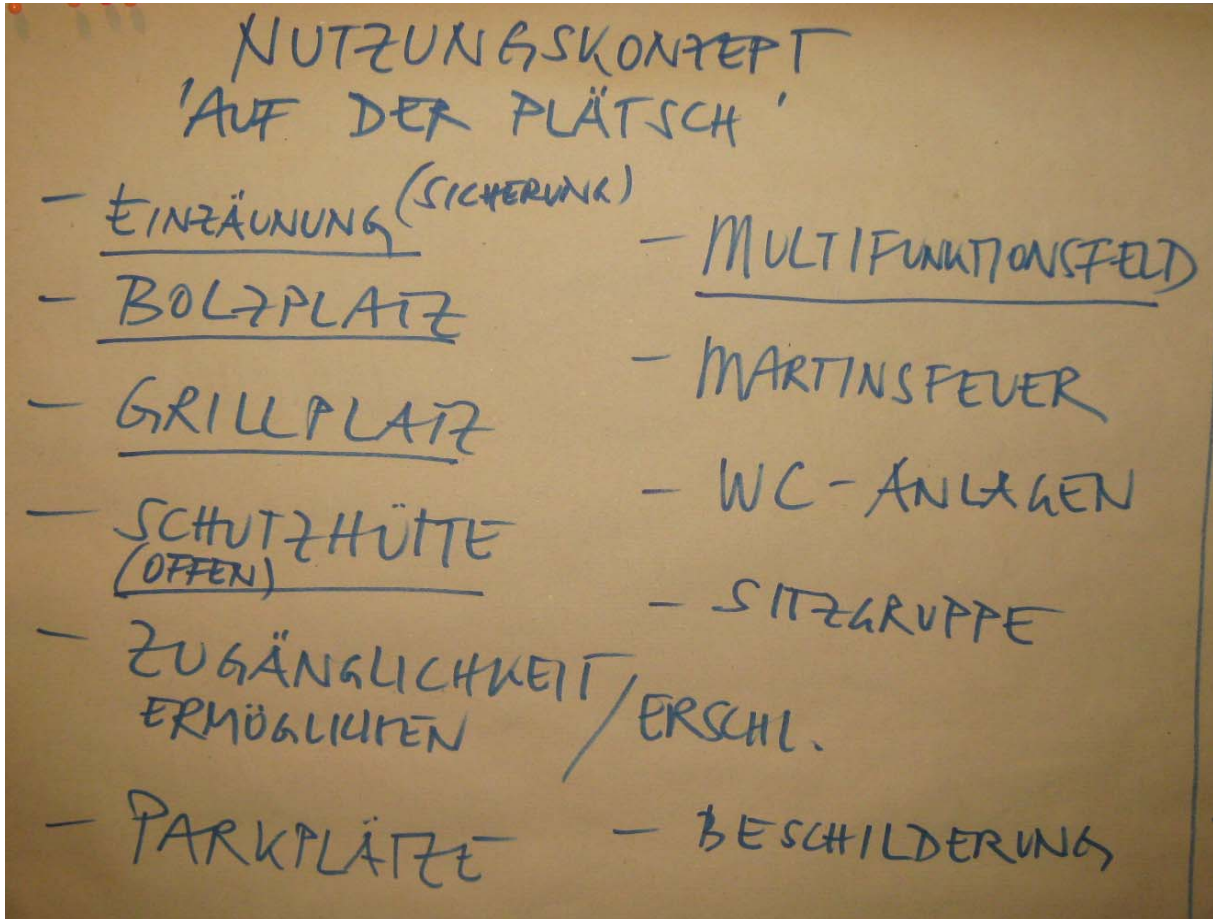 NUTZUNGSKONZEPT
'AUF DER PLÄTSCH'
- EINZÄUNUNG (SICHERUNG)
- BOLZPLATZ
- GRILLPLATZ
- SCHUTZHÜTTE
(OFFEN)
- ZUGÄNGLICHKEIT / ERSCHL.
ERMÖGLICHEN
- PARKPLÄTZE
- MULTIFUNKTIONSFELD
- MARTINSFEUER
- WC-ANLAGEN
- SITZGRUPPE
- BESCHILDERUNG